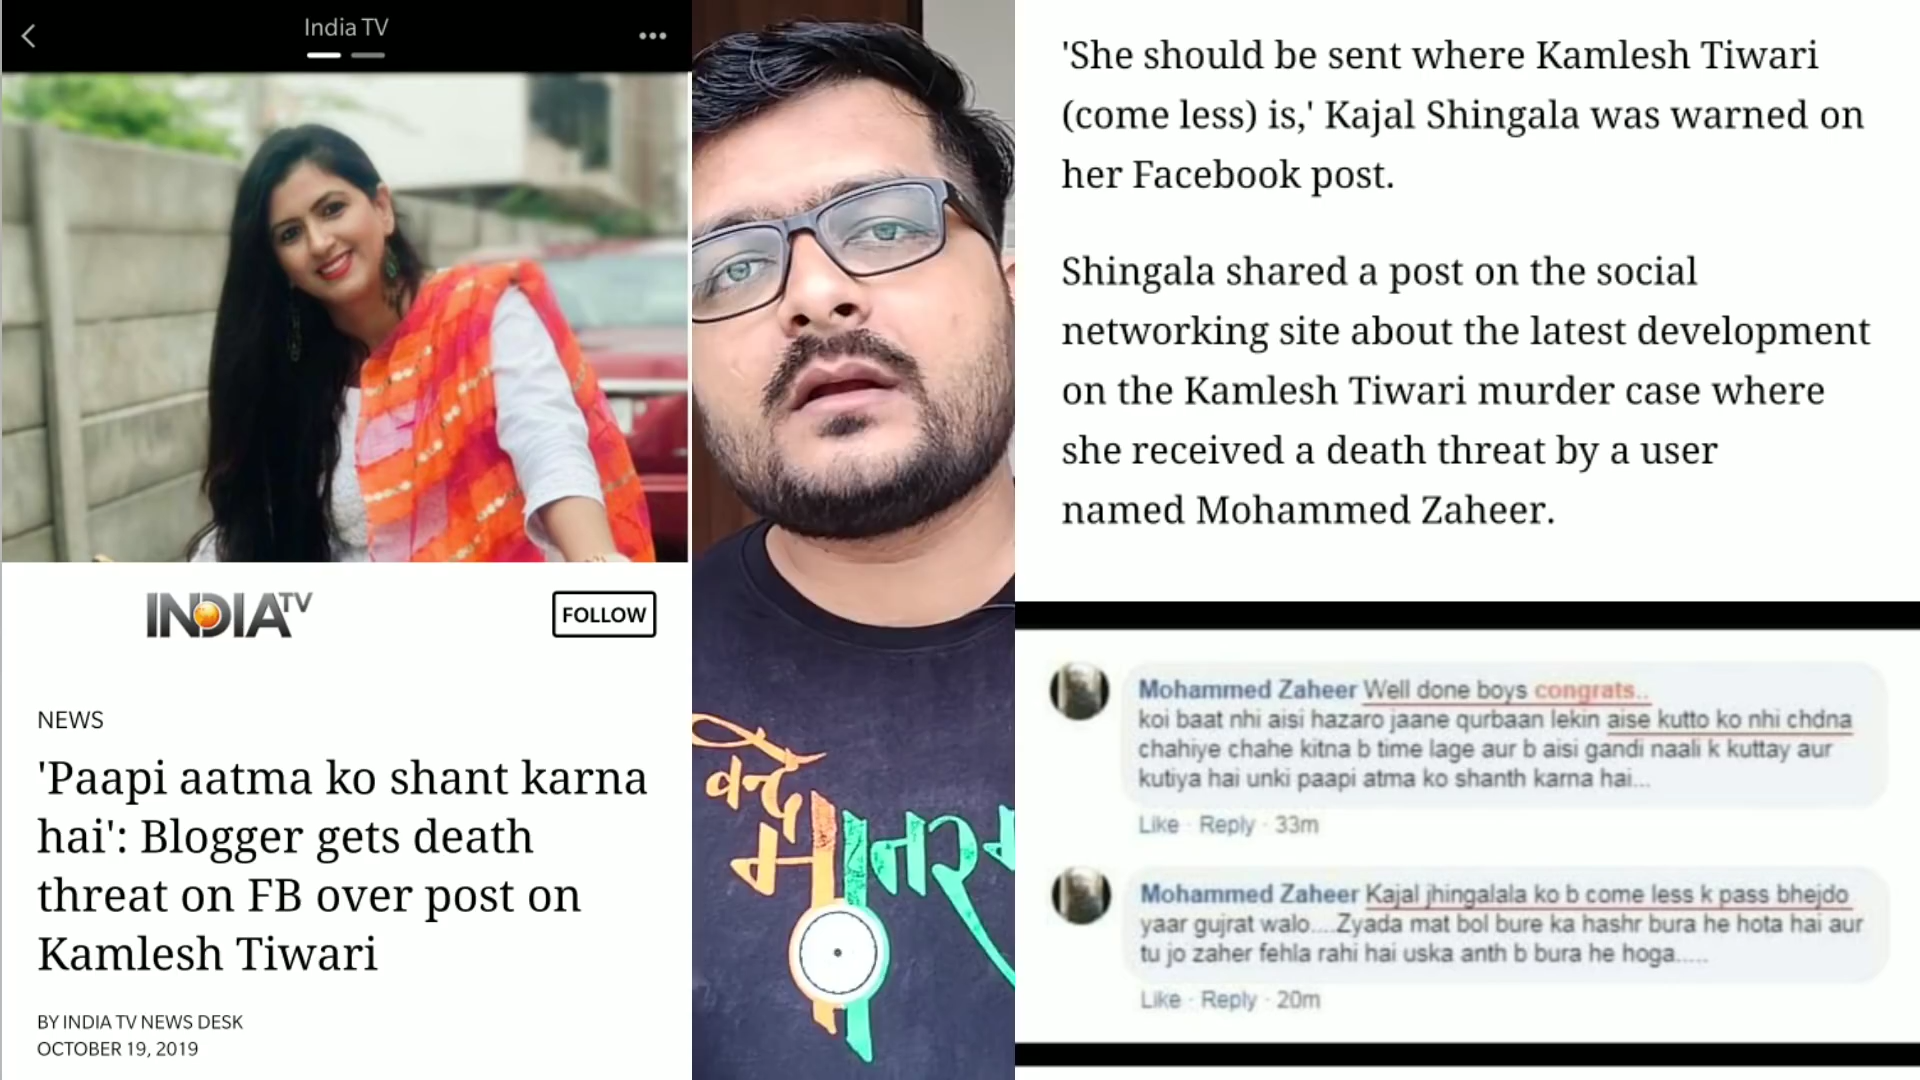 India TV
INDIA TV
FOLLOW
NEWS
'Paapi aatma ko shant karna
hai': Blogger gets death
threat on FB over post on
Kamlesh Tiwari
BY INDIA TV NEWS DESK
OCTOBER 19, 2019
वन्दे
मातरम
'She should be sent where Kamlesh Tiwari
(come less) is,' Kajal Shingala was warned on
her Facebook post.
Shingala shared a post on the social
networking site about the latest development
on the Kamlesh Tiwari murder case where
she received a death threat by a user
named Mohammed Zaheer.
Mohammed Zaheer Well done boys congrats..
koi baat nhi aisi hazaro jaane qurbaan lekin aise kutto ko nhi chdna
chahiye chahe kitna b time lage aur b aisi gandi naali k kuttay aur
kutiya hai unki paapi atma ko shanth karna hai...
Like · Reply · 33m
Mohammed Zaheer Kajal jhingalala ko b come less k pass bhejdo
yaar gujrat walo....Zyada mat bol bure ka hashr bura he hota hai aur
tu jo zaher fehla rahi hai uska anth b bura he hoga.....
Like · Reply · 20m